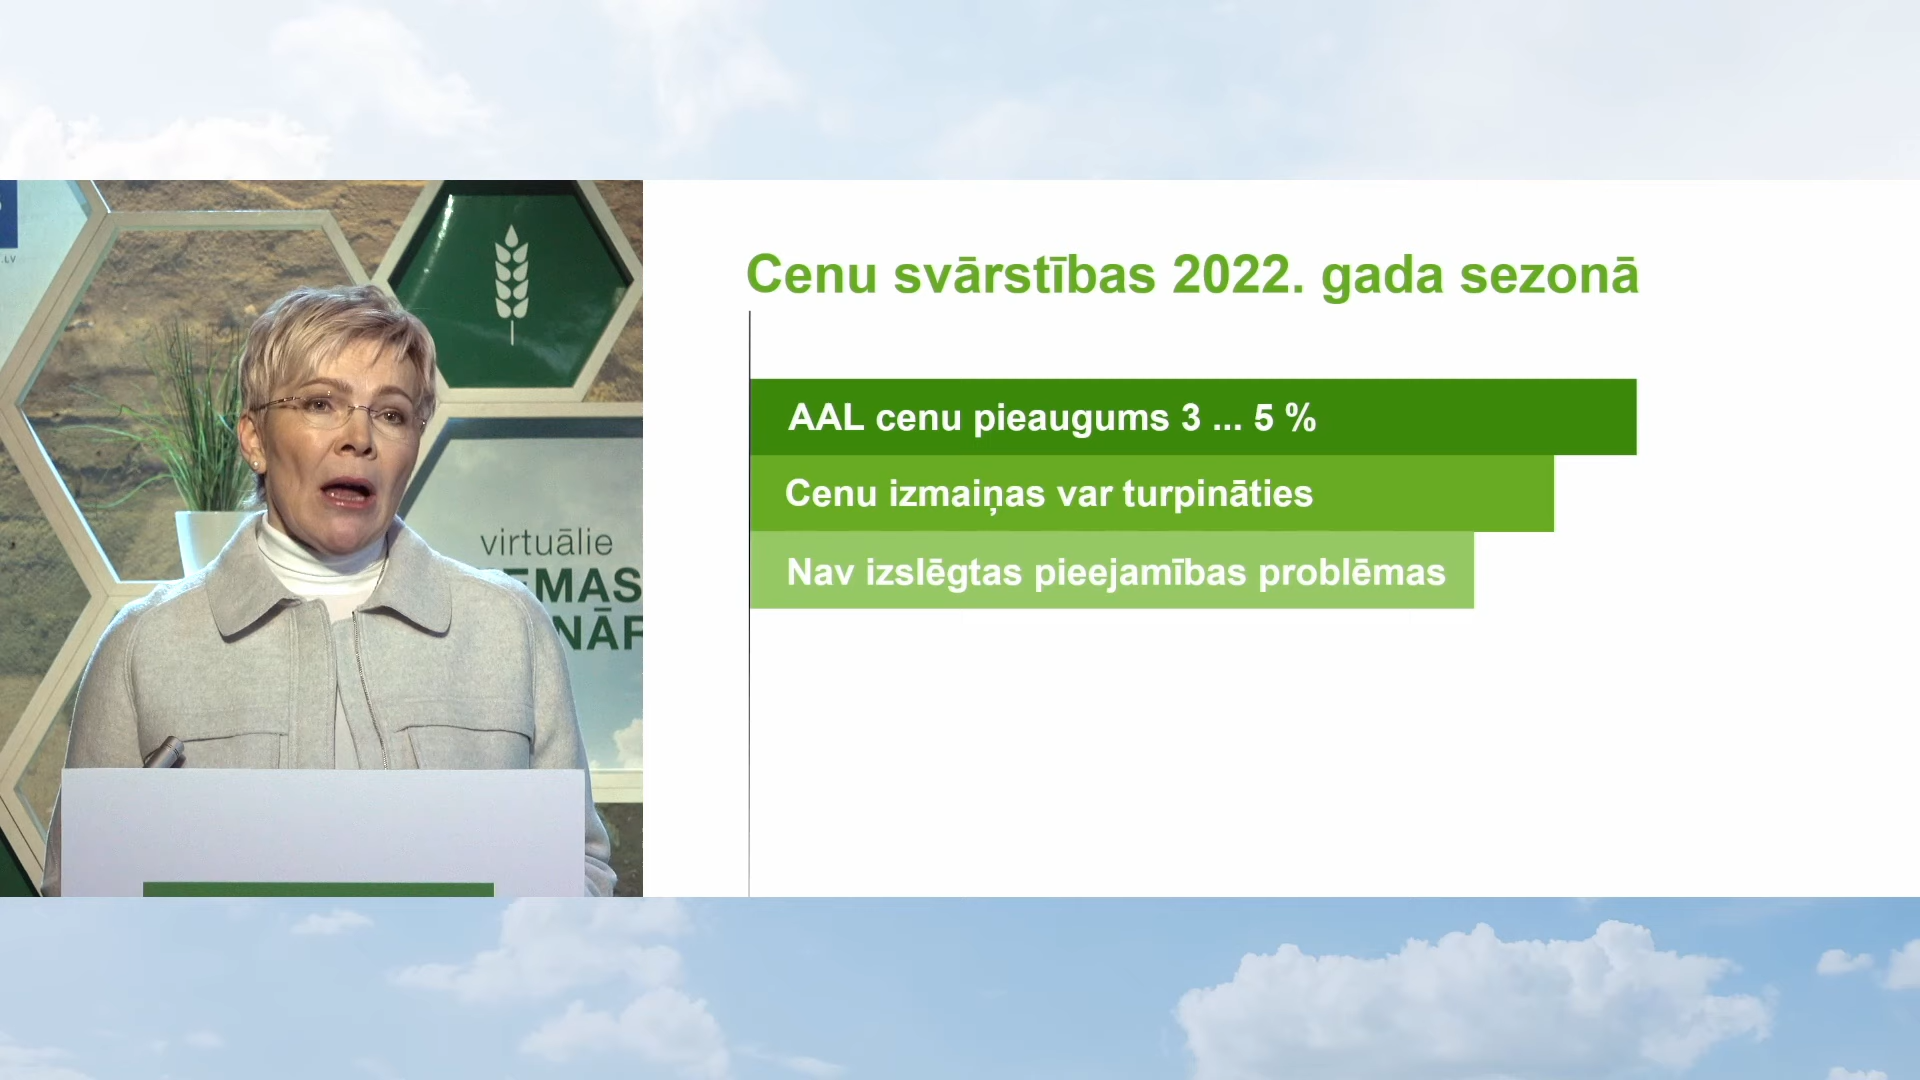 Cenu svārstības 2022. gada sezonā
AAL cenu pieaugums 3 ... 5 %
Cenu izmaiņas var turpināties
Nav izslēgtas pieejamības problēmas
.LV
virtuālie